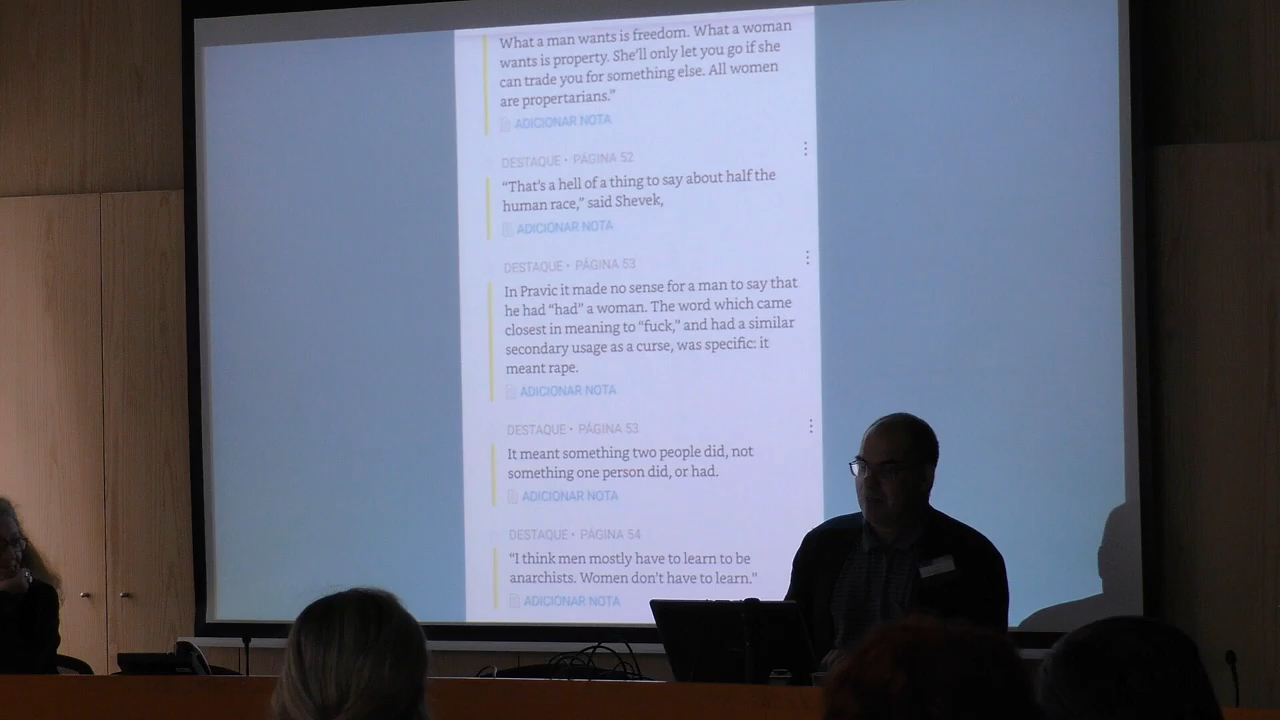 What a man wants is freedom. What a woman
wants is property. She’ll only let you go if she
can trade you for something else. All women
are propertarians.”
ADICIONAR NOTA
DESTAQUE • PÁGINA 52
“That’s a hell of a thing to say about half the
human race,” said Shevek,
ADICIONAR NOTA
DESTAQUE • PÁGINA 53
In Pravic it made no sense for a man to say that
he had “had” a woman. The word which came
closest in meaning to “fuck,” and had a similar
secondary usage as a curse, was specific: it
meant rape.
ADICIONAR NOTA
DESTAQUE • PÁGINA 53
It meant something two people did, not
something one person did, or had.
ADICIONAR NOTA
DESTAQUE • PÁGINA 54
“I think men mostly have to learn to be
anarchists. Women don’t have to learn.”
ADICIONAR NOTA